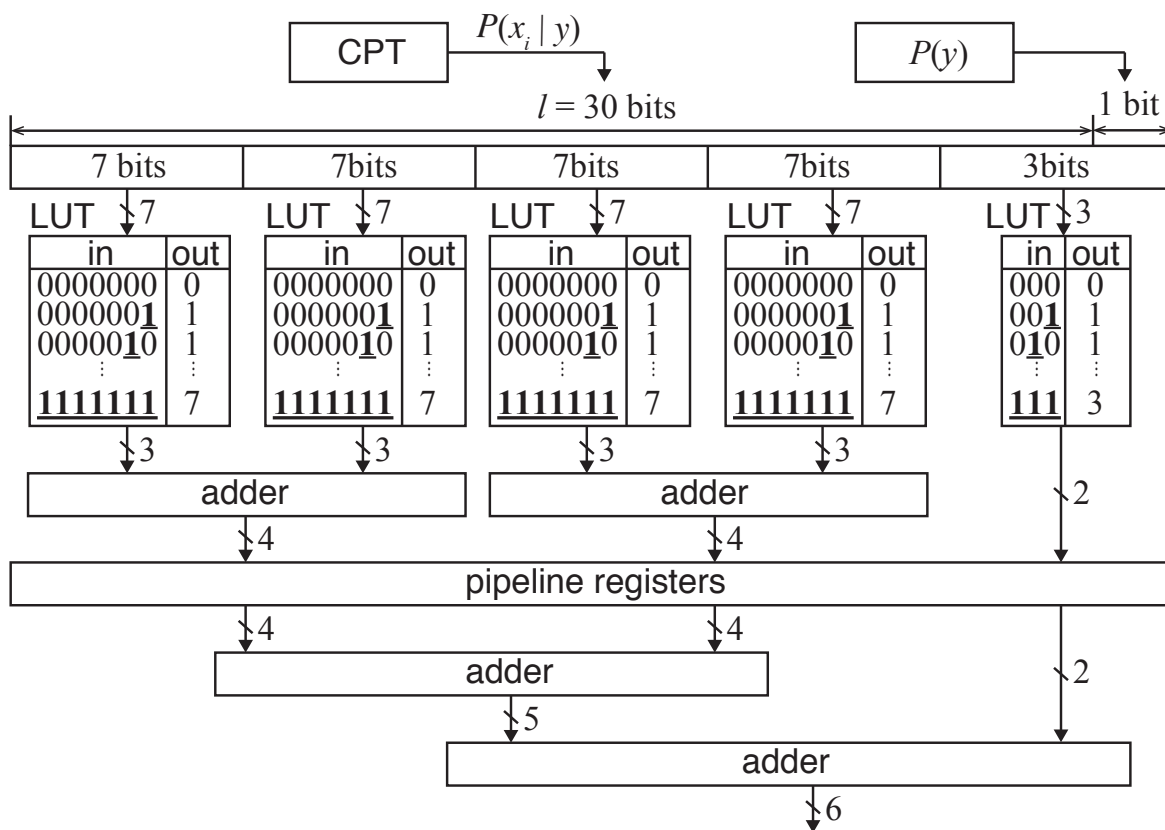 CPT P(x_i | y) P(y)
l = 30 bits 1 bit
7 bits 7bits 7bits 7bits 3bits
LUT 7 LUT 7 LUT 7 LUT 7 LUT 3
in out in out in out in out in out
0000000 0 0000000 0 0000000 0 0000000 0 000 0
0000001 1 0000001 1 0000001 1 0000001 1 001 1
0000010 1 0000010 1 0000010 1 0000010 1 010 1
⋮ ⋮ ⋮ ⋮ ⋮ ⋮ ⋮ ⋮ ⋮ ⋮
1111111 7 1111111 7 1111111 7 1111111 7 111 3
3 3 3 3
adder adder 2
4 4
pipeline registers
4 4
adder 2
5
adder
6